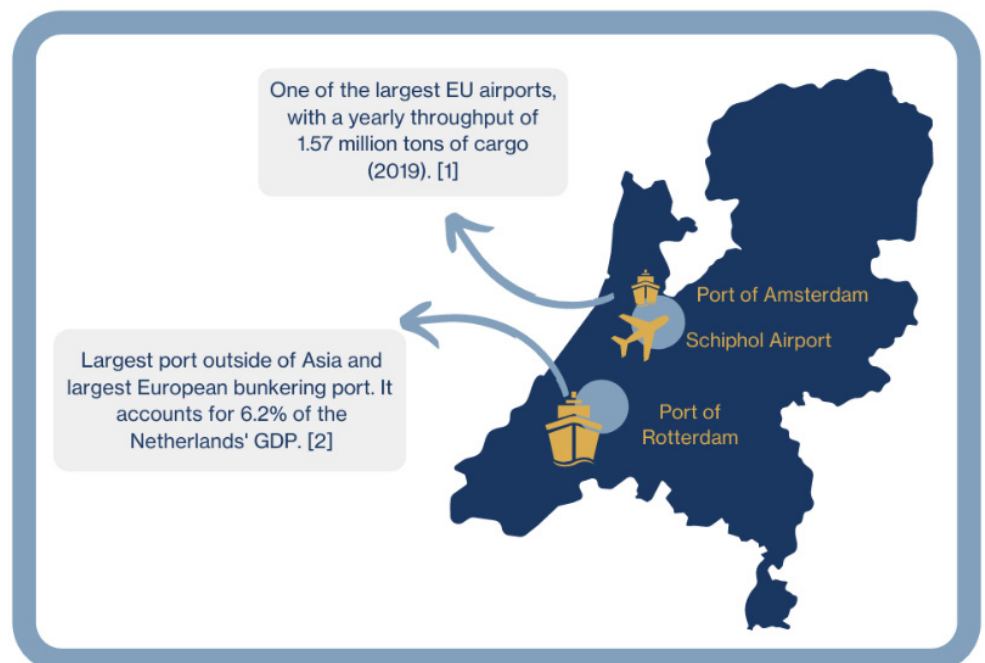 One of the largest EU airports,
with a yearly throughput of
1.57 million tons of cargo
(2019). [1]
Port of Amsterdam
Schiphol Airport
Largest port outside of Asia and
largest European bunkering port. It
accounts for 6.2% of the
Netherlands' GDP. [2]
Port of
Rotterdam